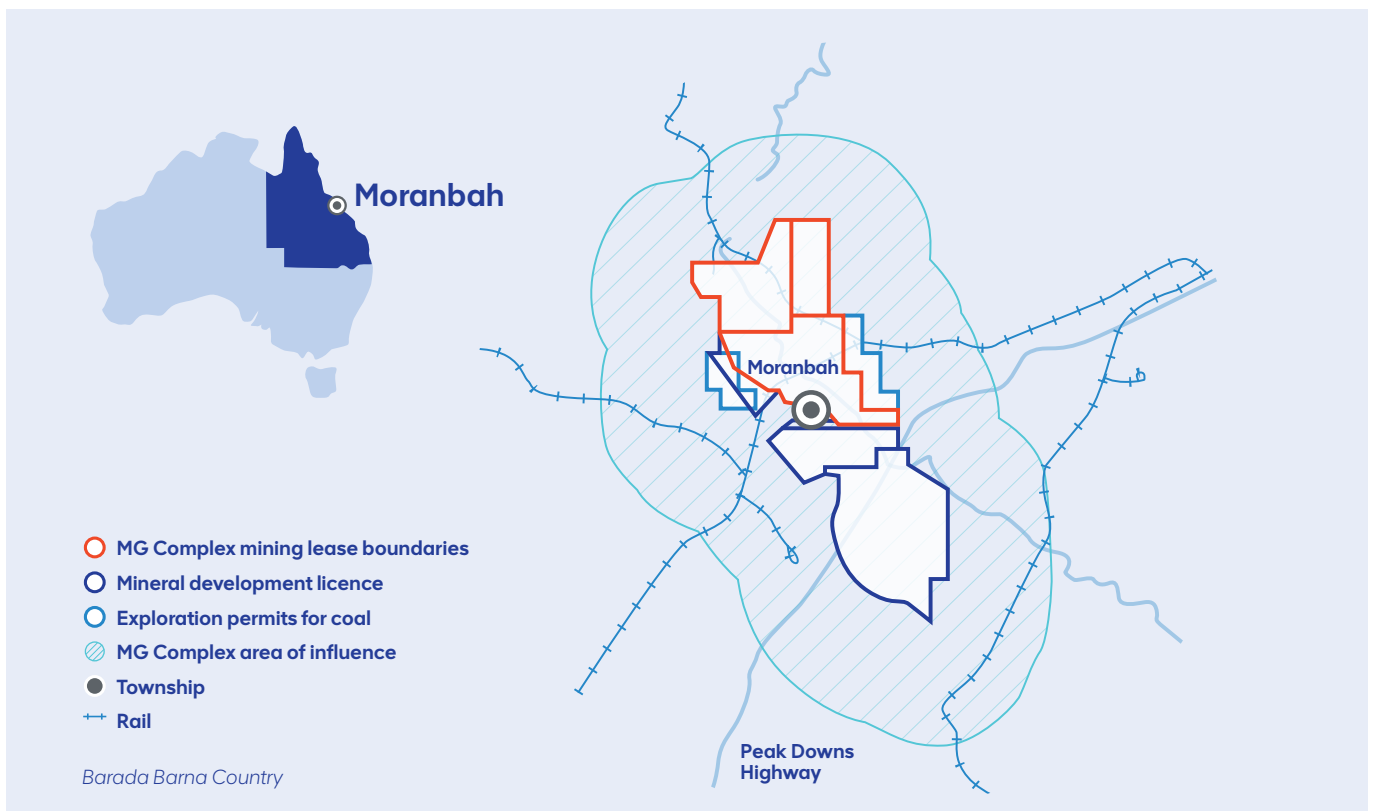 Moranbah
Moranbah
MG Complex mining lease boundaries
Mineral development licence
Exploration permits for coal
MG Complex area of influence
Township
Rail
Peak Downs
Highway
Barada Barna Country